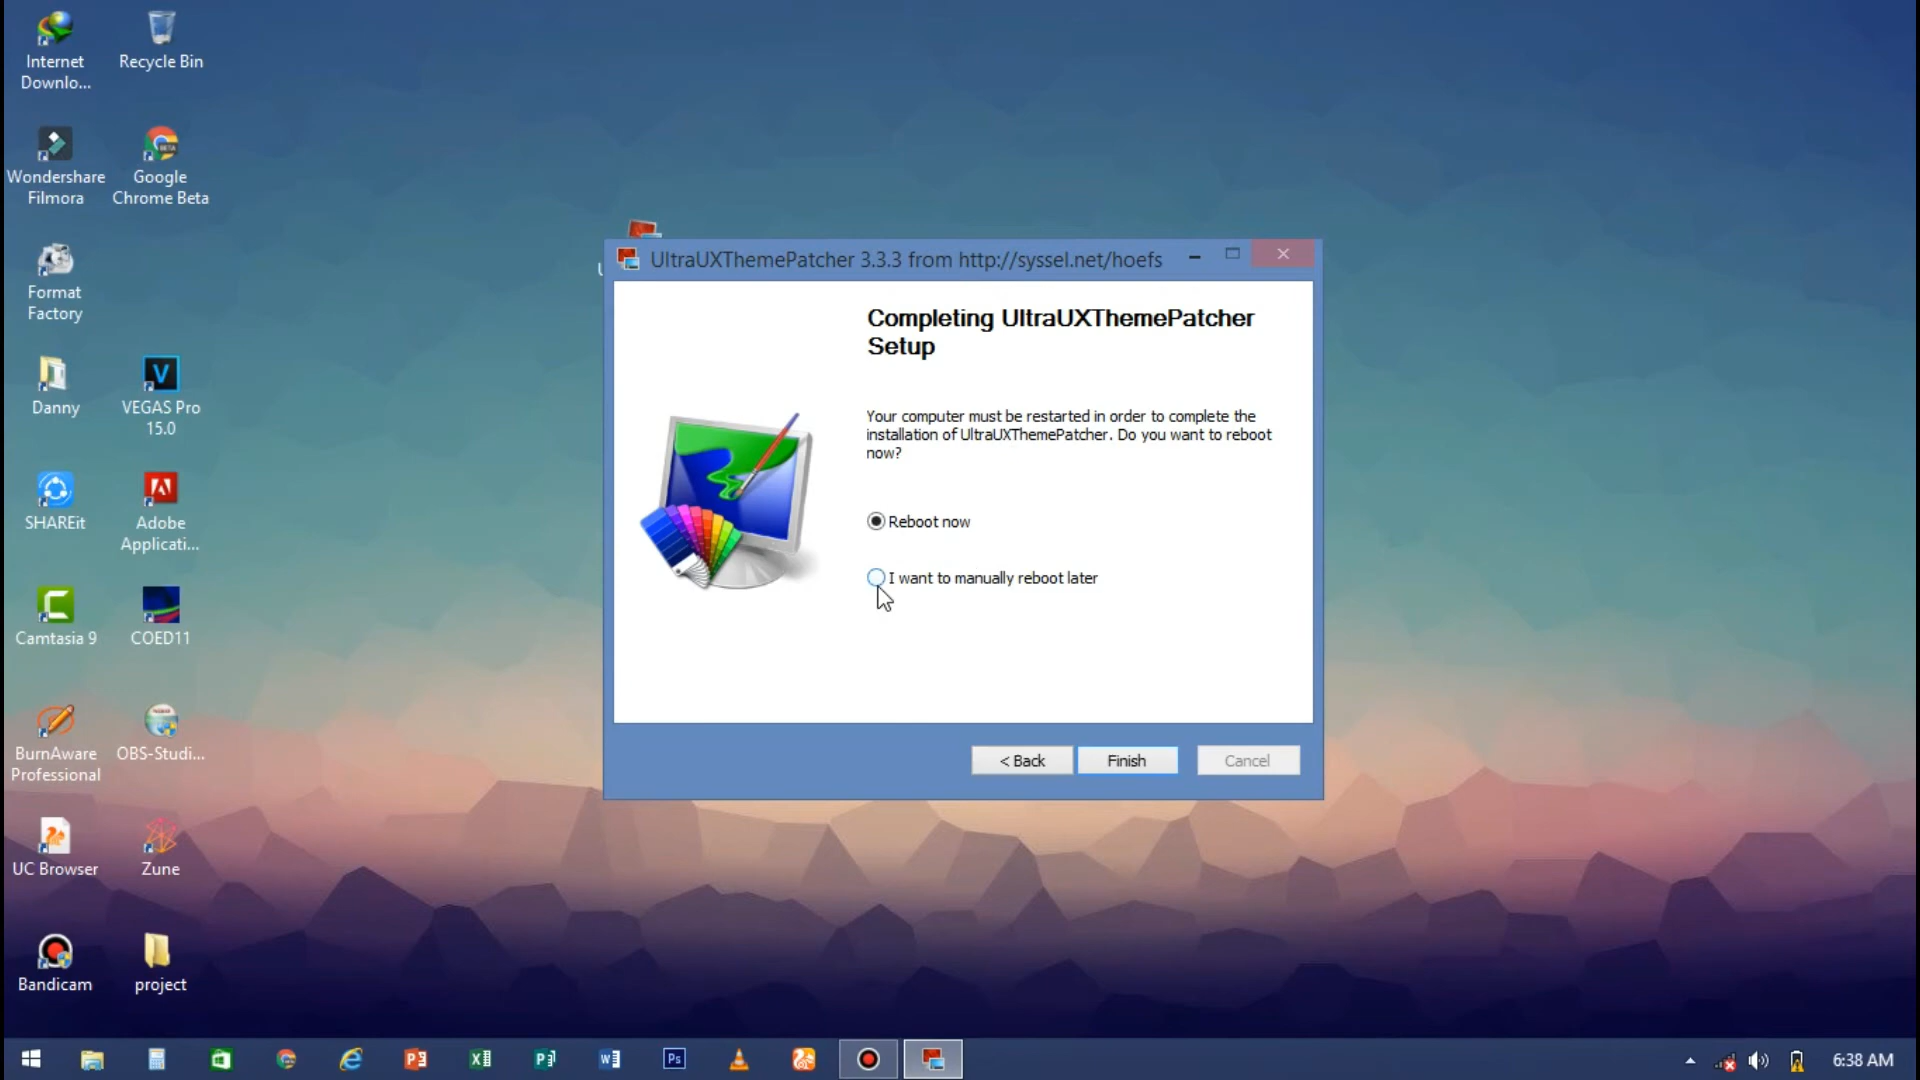 Internet
Downlo...
Recycle Bin
Wondershare
Filmora
BETA
Google
Chrome Beta
Format
Factory
Danny
V
VEGAS Pro
15.0
SHAREit
Adobe
Applicati...
Camtasia 9
COED11
BurnAware
Professional
OBS-Studi...
UC Browser
Zune
Bandicam
project
U
UltraUXThemePatcher 3.3.3 from http://syssel.net/hoefs
Completing UltraUXThemePatcher
Setup
Your computer must be restarted in order to complete the
installation of UltraUXThemePatcher. Do you want to reboot
now?
Reboot now
I want to manually reboot later
< Back
Finish
Cancel
Ps
6:38 AM